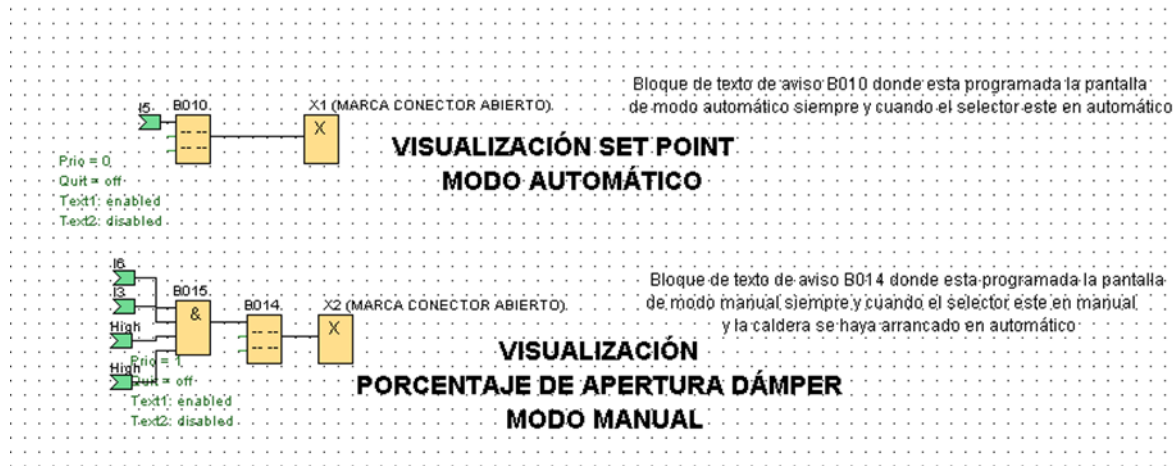 Bloque de texto de aviso B010 donde esta programada la pantalla
de modo automático siempre y cuando el selector este en automático
I5
B010
X1 (MARCA CONECTOR ABIERTO)
X
VISUALIZACIÓN SET POINT
MODO AUTOMÁTICO
Prio = 0
Quit = off
Text1: enabled
Text2: disabled
I6
I3
B015
&
High
High
B014
X2 (MARCA CONECTOR ABIERTO)
X
Bloque de texto de aviso B014 donde esta programada la pantalla
de modo manual siempre y cuando el selector este en manual
y la caldera se haya arrancado en automático
Prio = 1
Quit = off
Text1: enabled
Text2: disabled
VISUALIZACIÓN
PORCENTAJE DE APERTURA DÁMPER
MODO MANUAL